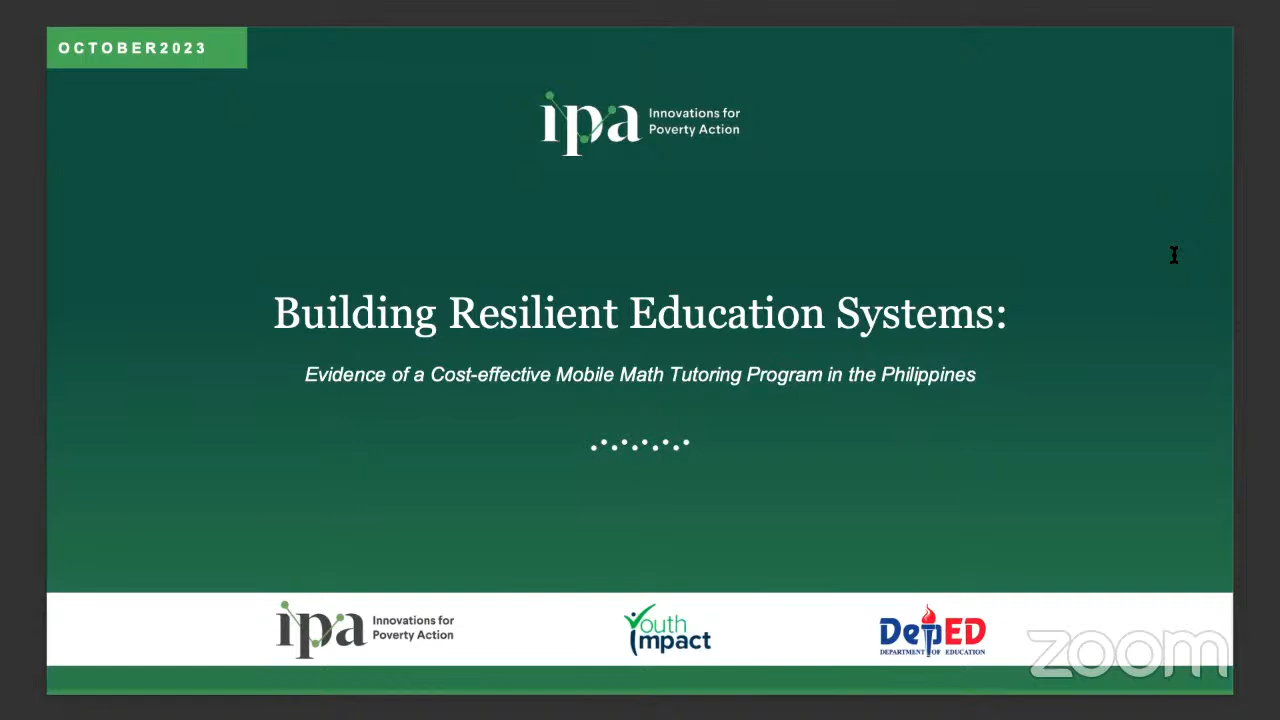 OCTOBER2023
ipa Innovations for
Poverty Action
Building Resilient Education Systems:
Evidence of a Cost-effective Mobile Math Tutoring Program in the Philippines
ipa Innovations for
Poverty Action
Youth
impact
DepED
DEPARTMENT OF EDUCATION
zoom